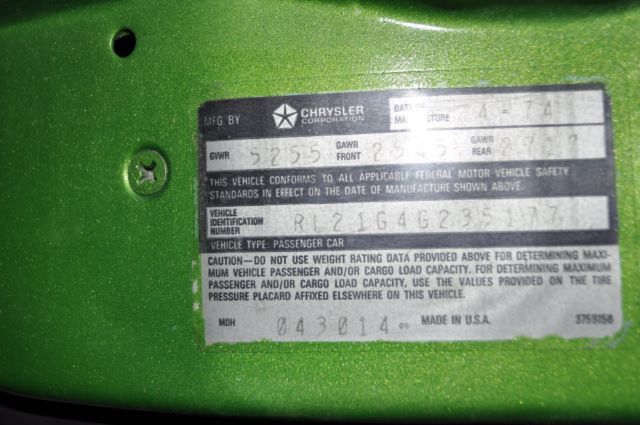 MFG. BY CHRYSLER CORPORATION DATE OF MANUFACTURE 4-74
GVWR 5255 GAWR FRONT GAWR REAR
THIS VEHICLE CONFORMS TO ALL APPLICABLE FEDERAL MOTOR VEHICLE SAFETY
STANDARDS IN EFFECT ON THE DATE OF MANUFACTURE SHOWN ABOVE.
VEHICLE IDENTIFICATION NUMBER
VEHICLE TYPE: PASSENGER CAR
CAUTION—DO NOT USE WEIGHT RATING DATA PROVIDED ABOVE FOR DETERMINING MAXI-
MUM VEHICLE PASSENGER AND/OR CARGO LOAD CAPACITY. FOR DETERMINING MAXIMUM
PASSENGER AND/OR CARGO LOAD CAPACITY, USE THE VALUES PROVIDED ON THE TIRE
PRESSURE PLACARD AFFIXED ELSEWHERE ON THIS VEHICLE.
MDH 043014 MADE IN U.S.A.